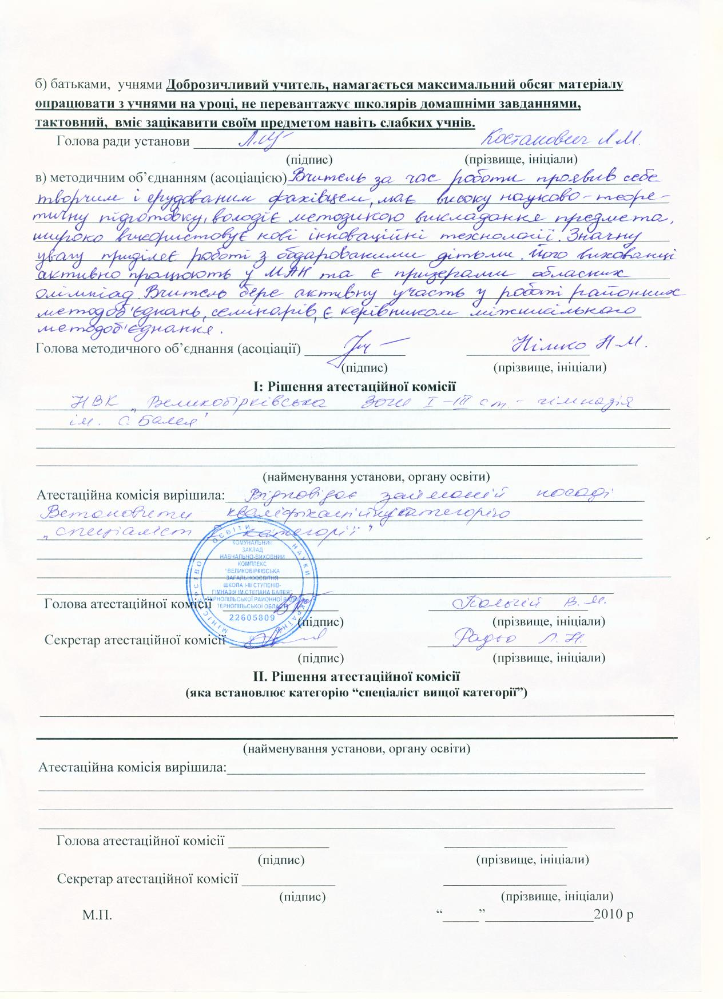 б) батьками, учнями Доброзичливий учитель, намагається максимальний обсяг матеріалу
опрацювати з учнями на уроці, не перевантажує школярів домашніми завданнями,
тактовний, вміє зацікавити своїм предметом навіть слабких учнів.
Голова ради установи Костанович Л.М.
(підпис) (прізвище, ініціали)
в) методичним об’єднанням (асоціацією) Вчитель за час роботи проявив себе
творчим і ерудованим фахівцем, має високу науково-теоре-
тичну підготовку, володіє методикою викладання предмета,
широко використовує нові інноваційні технології. Значну
увагу приділяє роботі з обдарованими дітьми. Його вихованці
активно працюють у МАН та є призерами обласних
олімпіад. Вчитель бере активну участь у роботі районних
методоб'єднань, семінарів, є керівником міжшкільного
методоб'єднання.
Голова методичного об’єднання (асоціації) Німко Н.М.
(підпис) (прізвище, ініціали)
І: Рішення атестаційної комісії
НВК „Великобірківська ЗОШ І-ІІІ ст.- гімназія
ім. С. Балея"
(найменування установи, органу освіти)
Атестаційна комісія вирішила: Відповідає займаній посаді
Встановити кваліфікаційну категорію
„спеціаліст категорії"
МІНІСТЕРСТВО ОСВІТИ НАУКИ УКРАЇНИ
КОМУНАЛЬНИЙ
ЗАКЛАД
НАВЧАЛЬНО-ВИХОВНИЙ
КОМПЛЕКС
"ВЕЛИКОБІРКІВСЬКА
ЗАГАЛЬНООСВІТНЯ
ШКОЛА І-ІІІ СТУПЕНІВ-
ГІМНАЗІЯ ІМ.СТЕПАНА БАЛЕЯ"
ТЕРНОПІЛЬСЬКОЇ РАЙОННОЇ РАДИ
ТЕРНОПІЛЬСЬКОЇ ОБЛАСТІ
22605809
Голова атестаційної комісії В. М.
(підпис) (прізвище, ініціали)
Секретар атестаційної комісії Радьо Л.Н.
(підпис) (прізвище, ініціали)
ІІ. Рішення атестаційної комісії
(яка встановлює категорію “спеціаліст вищої категорії”)
(найменування установи, органу освіти)
Атестаційна комісія вирішила:
Голова атестаційної комісії
(підпис) (прізвище, ініціали)
Секретар атестаційної комісії
(підпис) (прізвище, ініціали)
М.П. “_____”_______________2010 р